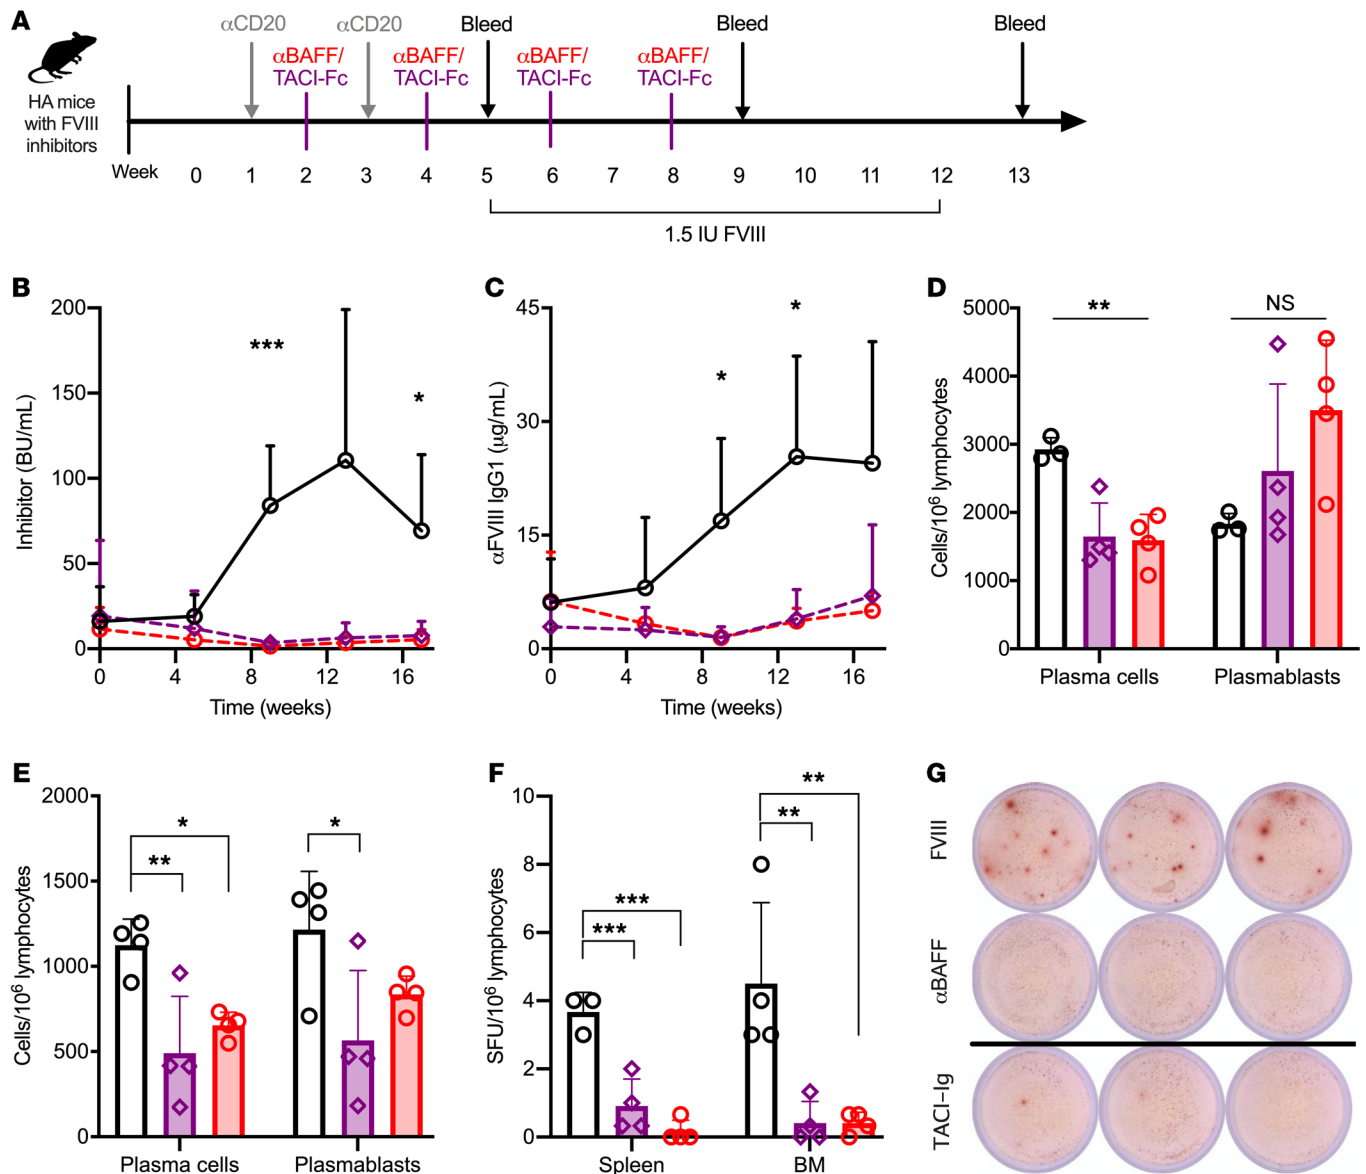 A
αCD20
αCD20
Bleed
Bleed
Bleed
αBAFF/
TACI-Fc
αBAFF/
TACI-Fc
αBAFF/
TACI-Fc
αBAFF/
TACI-Fc
HA mice
with FVIII
inhibitors
Week
0
1
2
3
4
5
6
7
8
9
10
11
12
13
1.5 IU FVIII
B
Inhibitor (BU/mL)
200
150
100
50
0
***
*
0
4
8
12
16
Time (weeks)
C
αFVIII IgG1 (μg/mL)
45
30
15
0
*
*
0
4
8
12
16
Time (weeks)
D
Cells/10⁶ lymphocytes
5000
4000
3000
2000
1000
0
**
NS
Plasma cells
Plasmablasts
E
Cells/10⁶ lymphocytes
2000
1500
1000
500
0
*
**
*
Plasma cells
Plasmablasts
F
SFU/10⁶ lymphocytes
10
8
6
4
2
0
***
***
**
**
Spleen
BM
G
FVIII
αBAFF
TACI-Ig